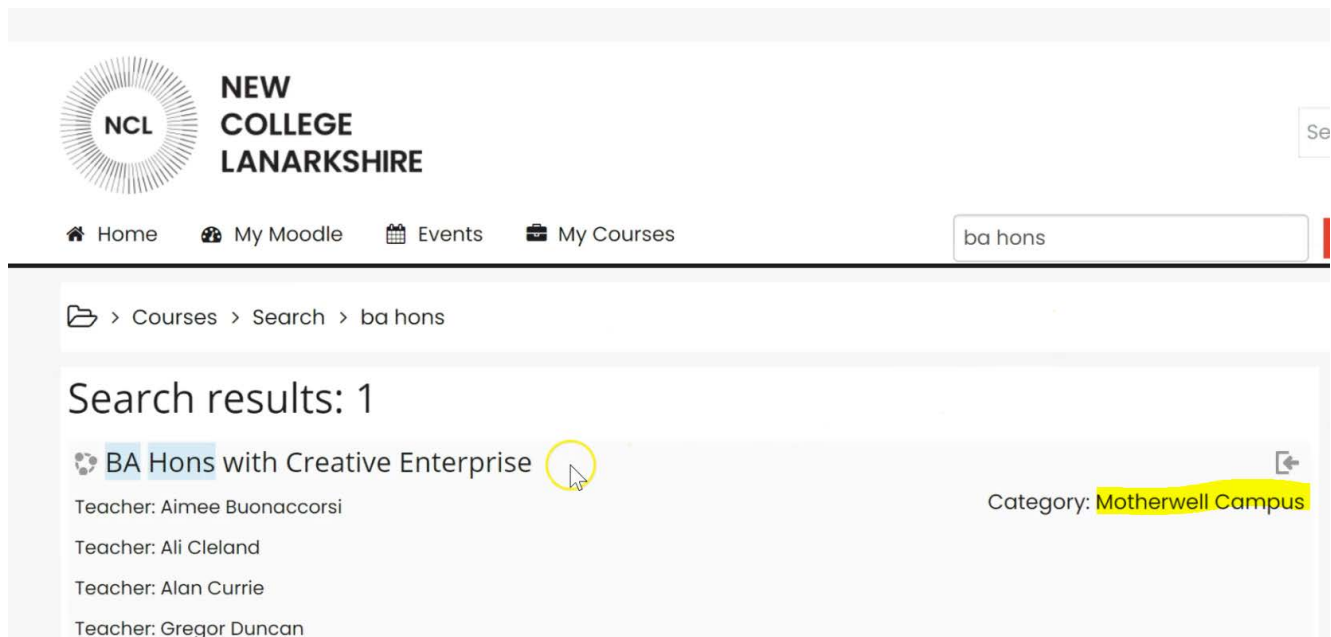 NCL
NEW
COLLEGE
LANARKSHIRE
Home My Moodle Events My Courses
ba hons
> Courses > Search > ba hons
Search results: 1
BA Hons with Creative Enterprise
Teacher: Aimee Buonaccorsi
Category: Motherwell Campus
Teacher: Ali Cleland
Teacher: Alan Currie
Teacher: Gregor Duncan